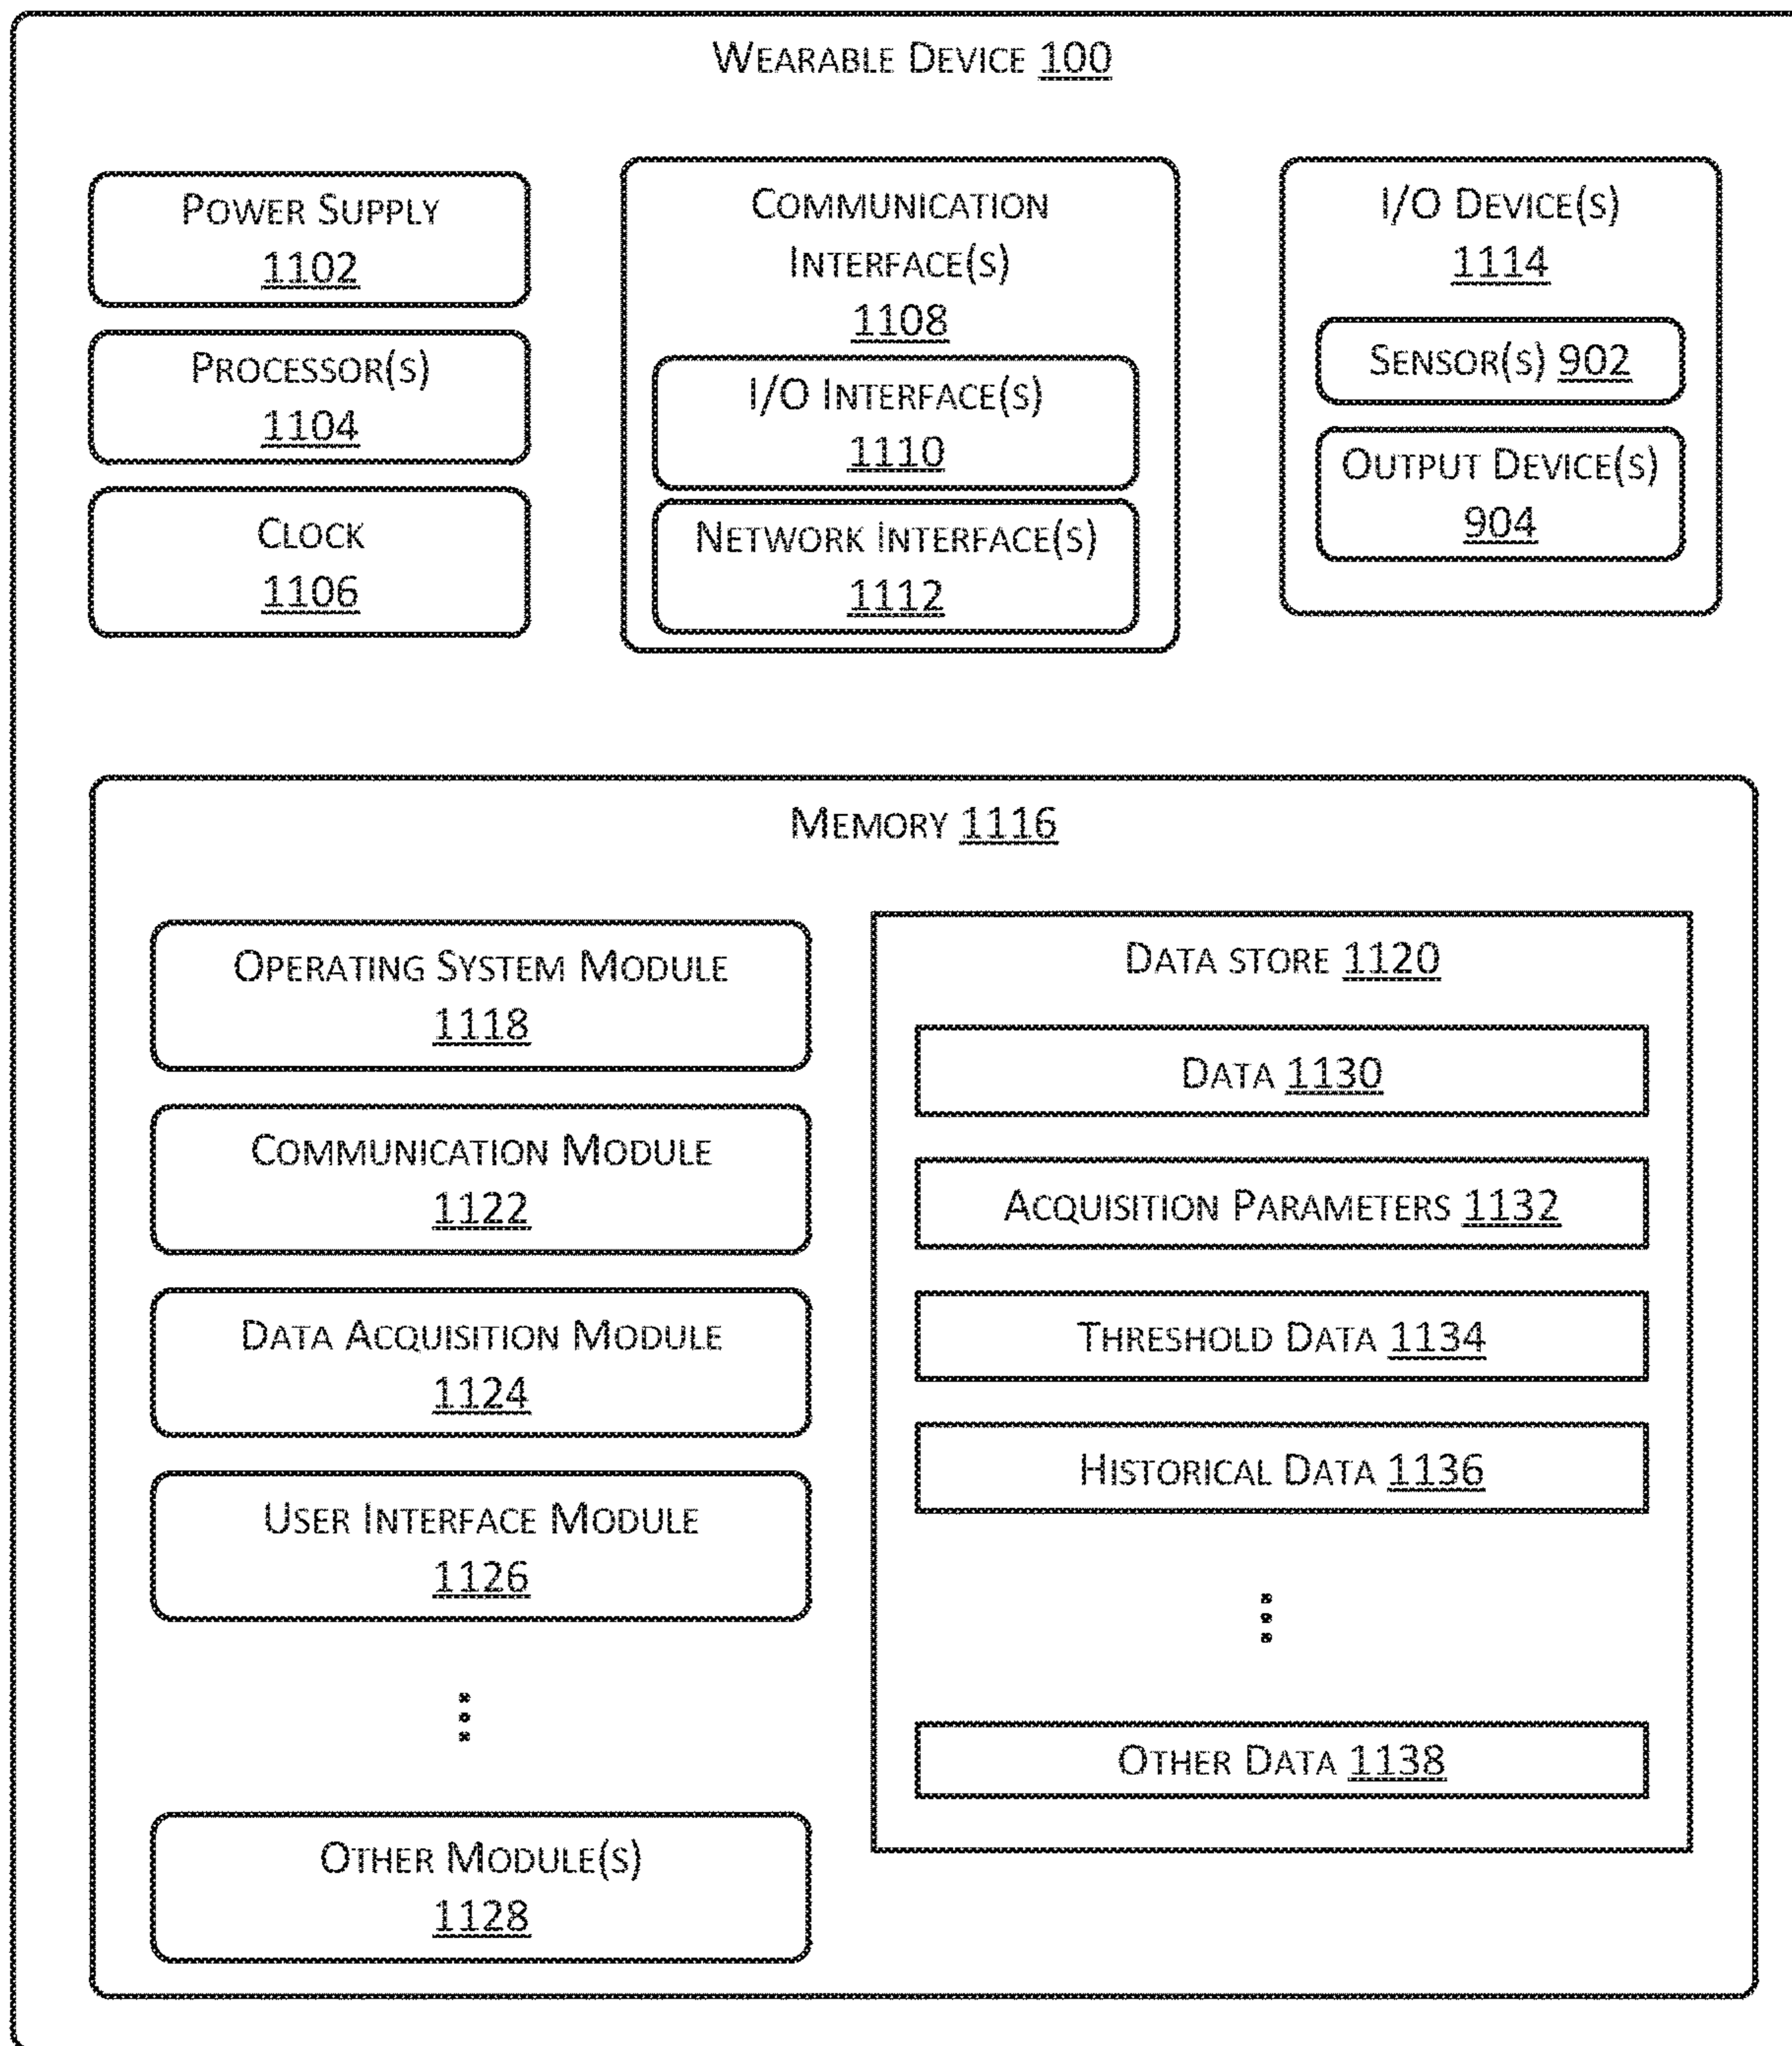 WEARABLE DEVICE 100
POWER SUPPLY
1102
PROCESSOR(S)
1104
CLOCK
1106
COMMUNICATION
INTERFACE(S)
1108
I/O INTERFACE(S)
1110
NETWORK INTERFACE(S)
1112
I/O DEVICE(S)
1114
SENSOR(S) 902
OUTPUT DEVICE(S)
904
MEMORY 1116
OPERATING SYSTEM MODULE
1118
COMMUNICATION MODULE
1122
DATA ACQUISITION MODULE
1124
USER INTERFACE MODULE
1126
OTHER MODULE(S)
1128
DATA STORE 1120
DATA 1130
ACQUISITION PARAMETERS 1132
THRESHOLD DATA 1134
HISTORICAL DATA 1136
OTHER DATA 1138